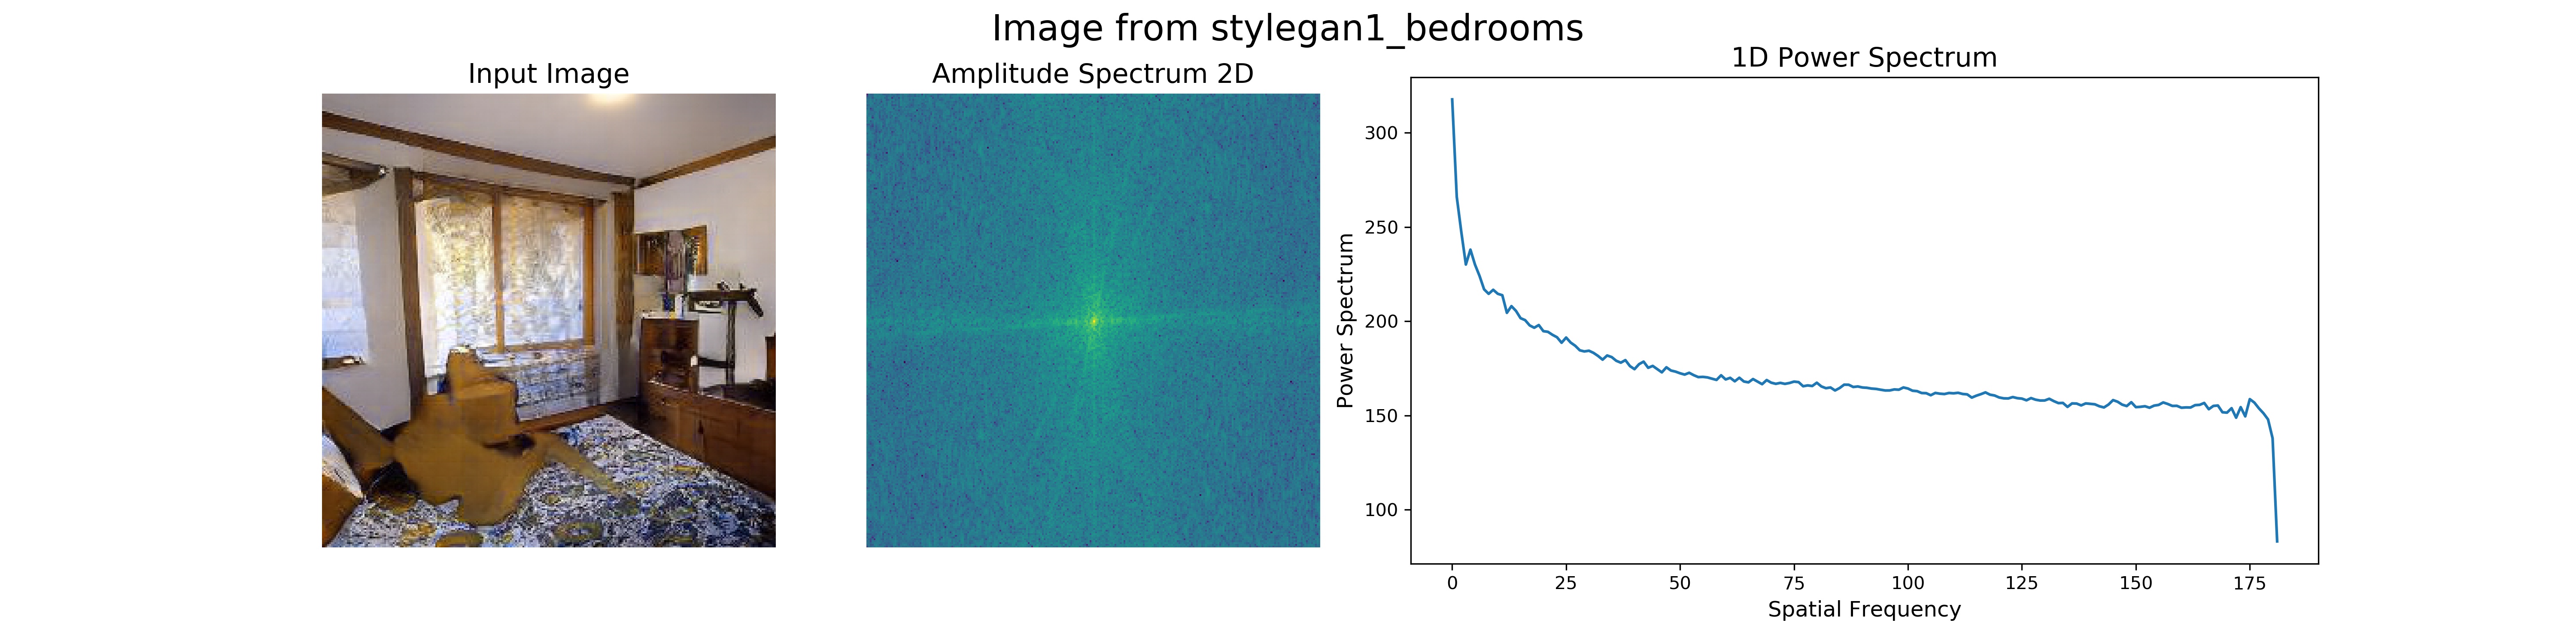 Image from stylegan1_bedrooms
Input Image
Amplitude Spectrum 2D
1D Power Spectrum
Power Spectrum
300
250
200
150
100
0 25 50 75 100 125 150 175
Spatial Frequency